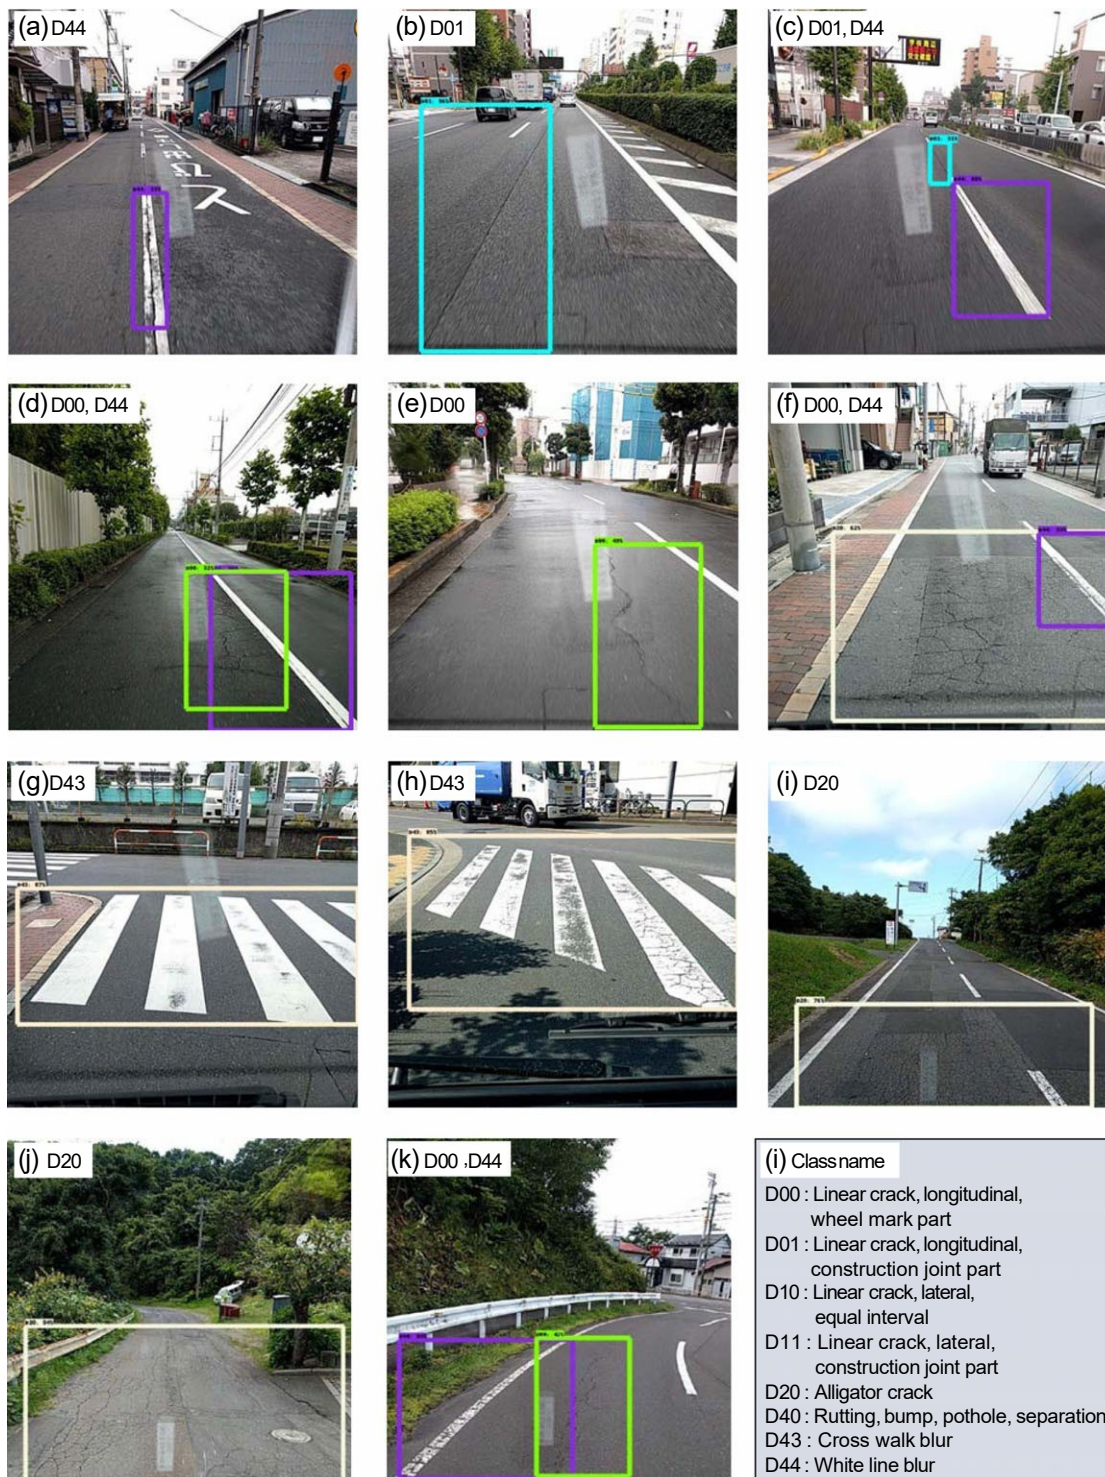 (a) D44
(b) D01
(c) D01, D44
(d) D00, D44
(e) D00
(f) D00, D44
(g) D43
(h) D43
(i) D20
(j) D20
(k) D00 ,D44
(i) Class name
D00 : Linear crack, longitudinal,
wheel mark part
D01 : Linear crack, longitudinal,
construction joint part
D10 : Linear crack, lateral,
equal interval
D11 : Linear crack, lateral,
construction joint part
D20 : Alligator crack
D40 : Rutting, bump, pothole, separation
D43 : Cross walk blur
D44 : White line blur